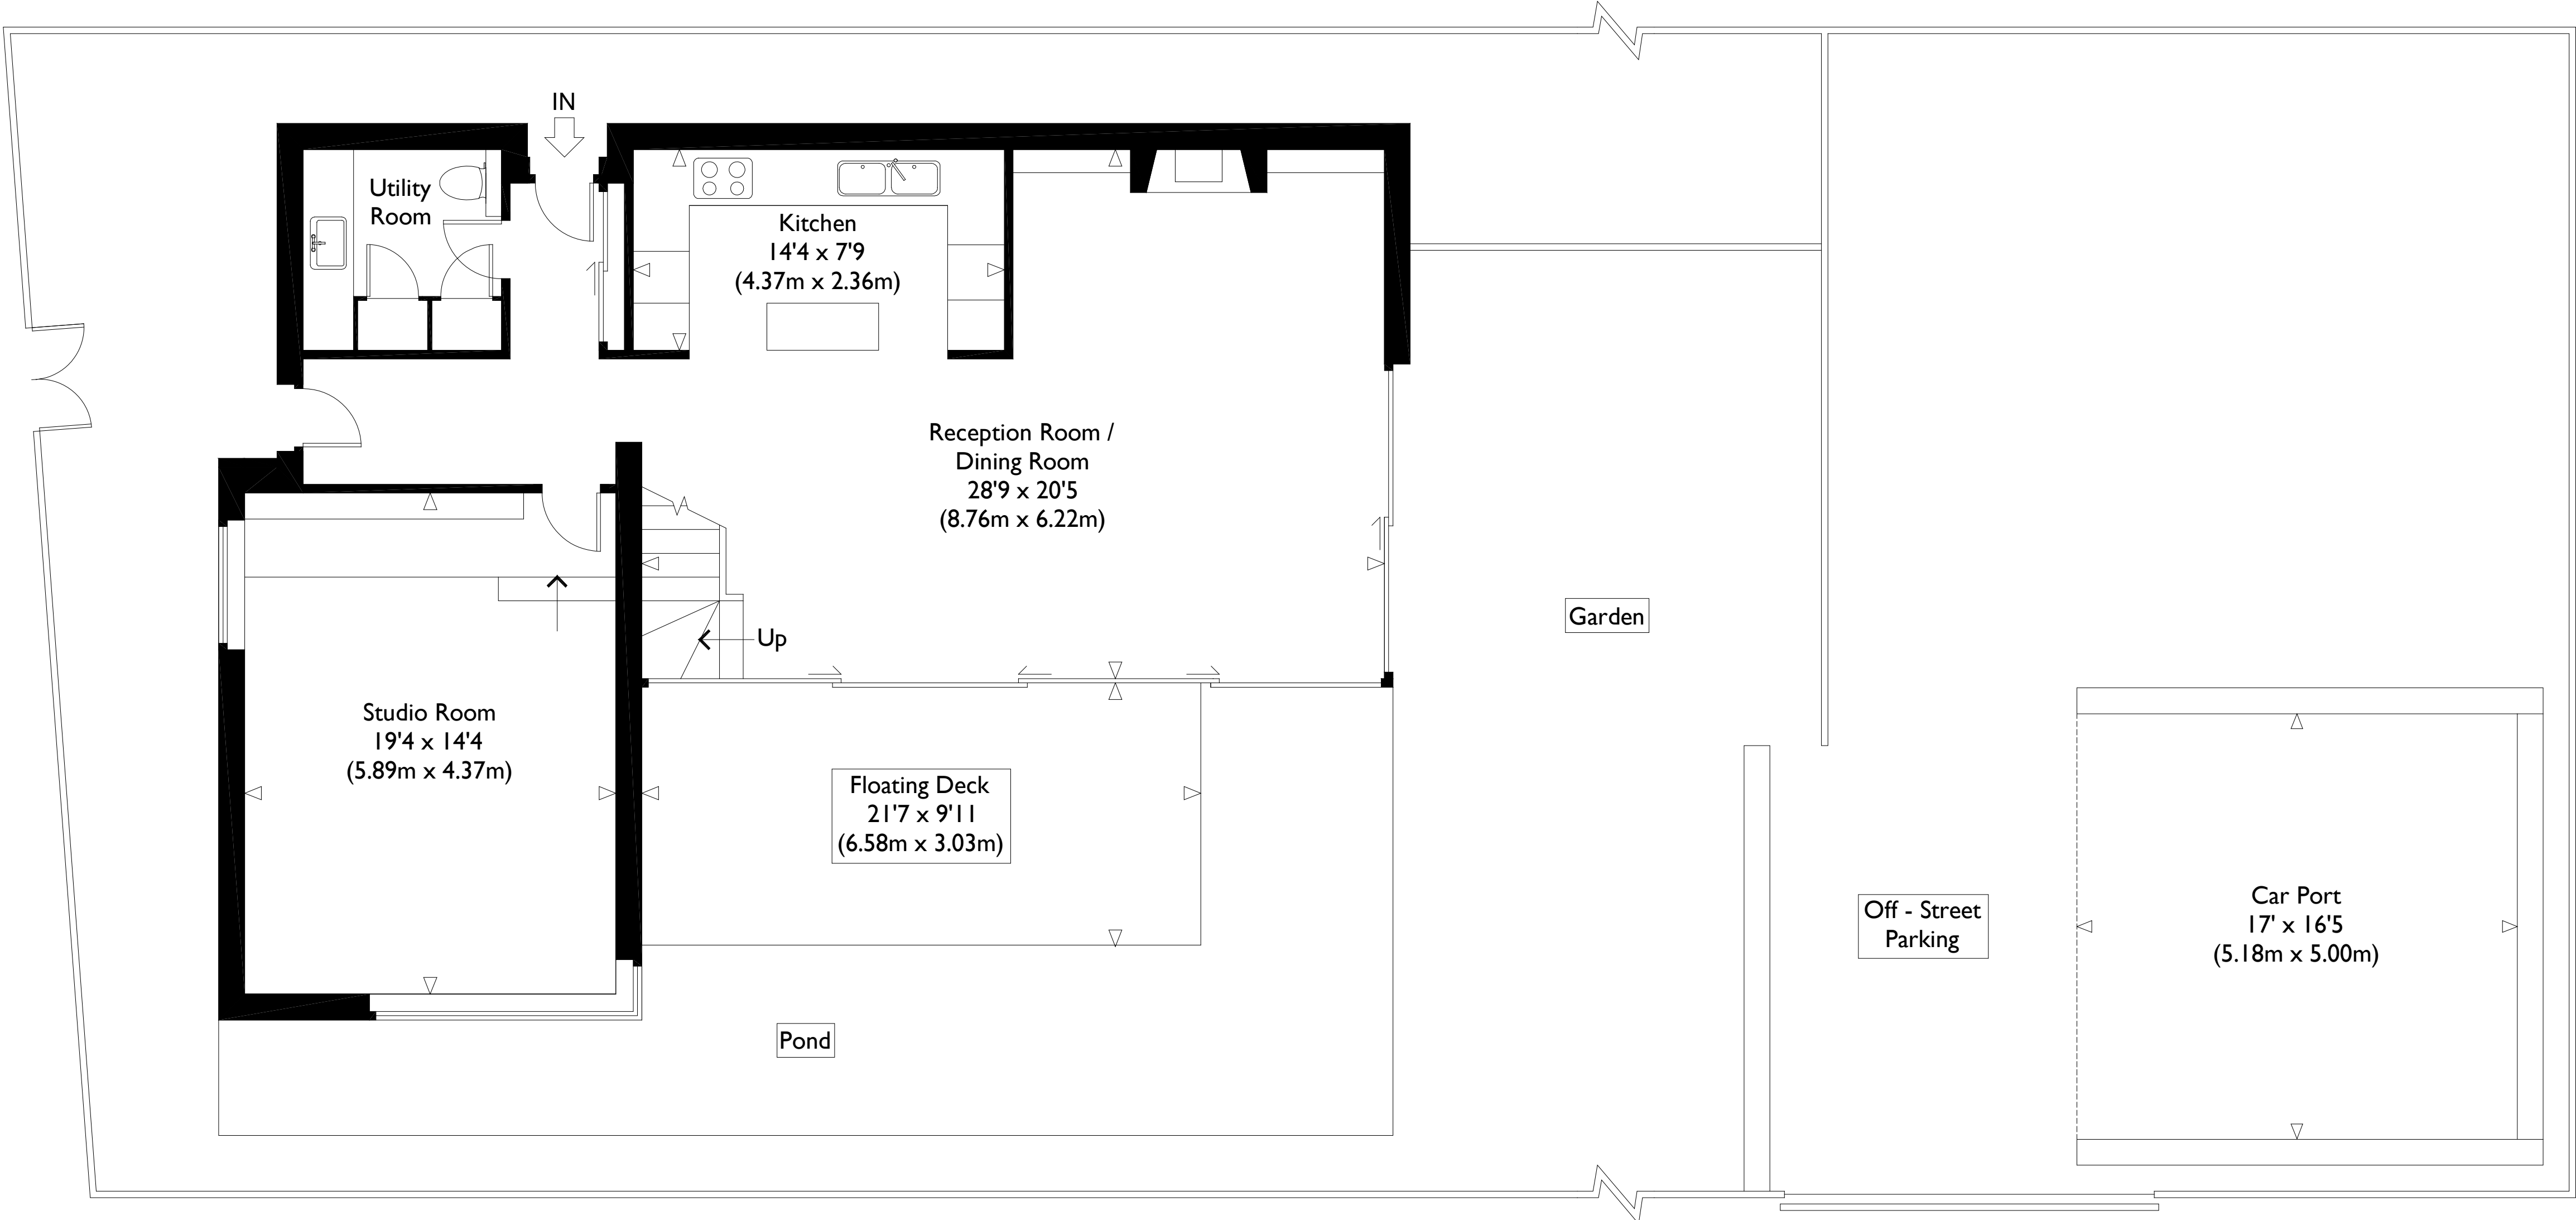 IN
Utility
Room
Kitchen
14'4 x 7'9
(4.37m x 2.36m)
Reception Room /
Dining Room
28'9 x 20'5
(8.76m x 6.22m)
Up
Garden
Studio Room
19'4 x 14'4
(5.89m x 4.37m)
Floating Deck
21'7 x 9'11
(6.58m x 3.03m)
Off - Street
Parking
Car Port
17' x 16'5
(5.18m x 5.00m)
Pond